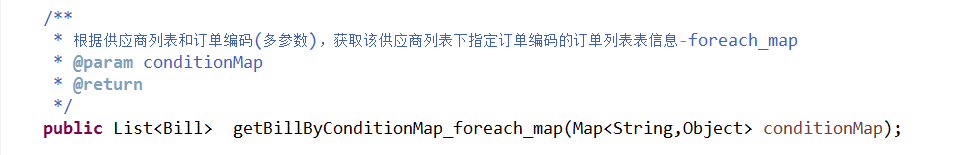 /**
 * 根据供应商列表和订单编码(多参数)，获取该供应商列表下指定订单编码的订单列表表信息-foreach_map
 * @param conditionMap
 * @return
 */
public List<Bill>  getBillByConditionMap_foreach_map(Map<String,Object> conditionMap);